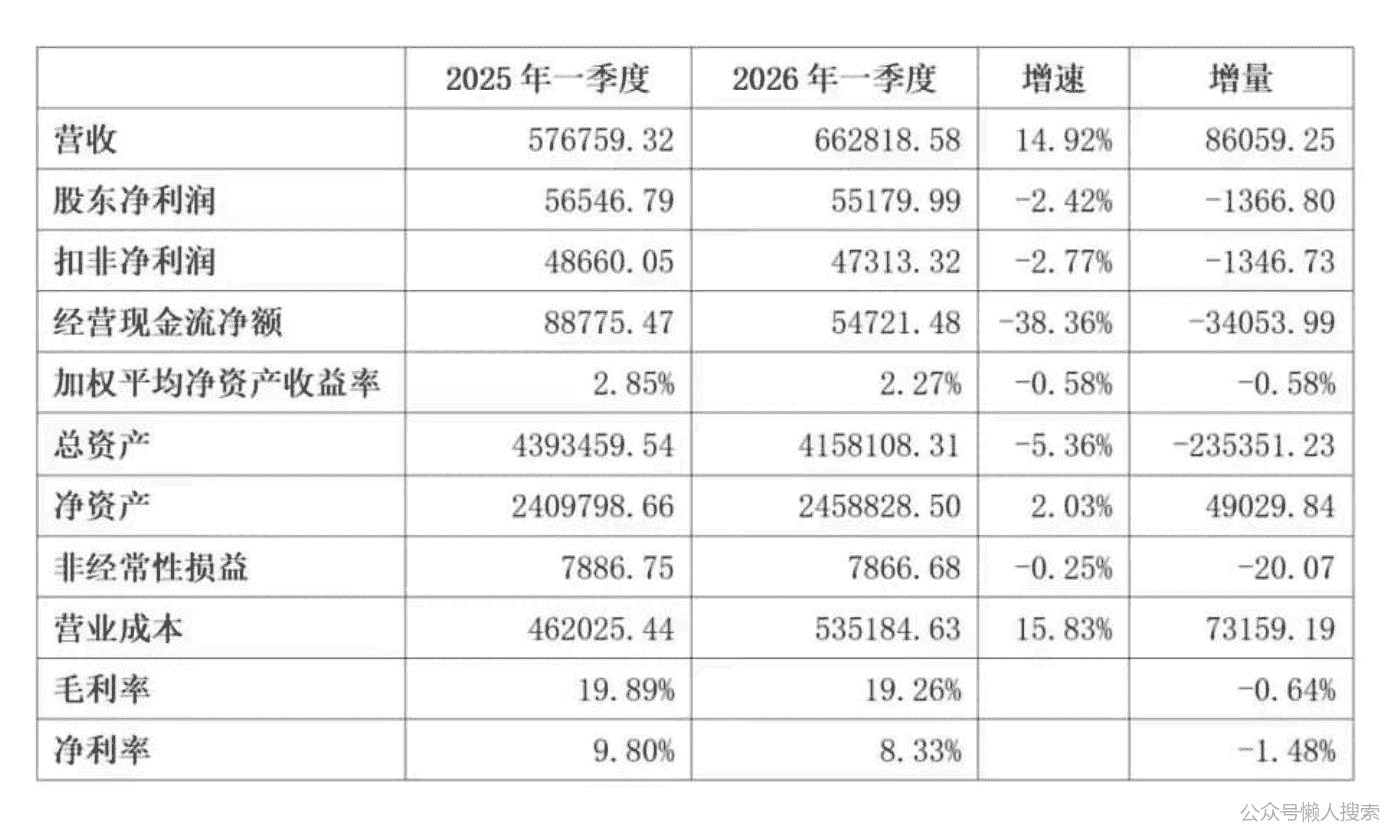 2025 年一季度 2026 年一季度 增速 增量
营收 576759.32 662818.58 14.92% 86059.25
股东净利润 56546.79 55179.99 -2.42% -1366.80
扣非净利润 48660.05 47313.32 -2.77% -1346.73
经营现金流净额 88775.47 54721.48 -38.36% -34053.99
加权平均净资产收益率 2.85% 2.27% -0.58% -0.58%
总资产 4393459.54 4158108.31 -5.36% -235351.23
净资产 2409798.66 2458828.50 2.03% 49029.84
非经常性损益 7886.75 7866.68 -0.25% -20.07
营业成本 462025.44 535184.63 15.83% 73159.19
毛利率 19.89% 19.26% -0.64%
净利率 9.80% 8.33% -1.48%
公众号懒人搜索